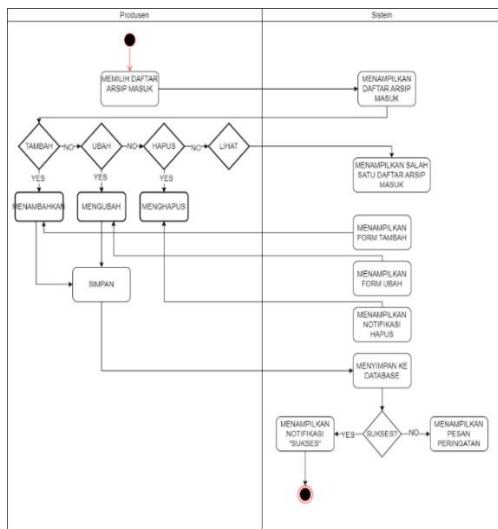 Produsen
Sistem
MEMILIH DAFTAR
ARSIP MASUK
MENAMPILKAN
DAFTAR ARSIP
MASUK
TAMBAH
NO
UBAH
NO
HAPUS
NO
LIHAT
MENAMPILKAN SALAH
SATU DAFTAR ARSIP
MASUK
YES
YES
YES
MENAMBAHKAN
MENGUBAH
MENGHAPUS
MENAMPILKAN
FORM TAMBAH
MENAMPILKAN
FORM UBAH
SIMPAN
MENAMPILKAN
NOTIFIKASI
HAPUS
MENYIMPAN KE
DATABASE
MENAMPILKAN
NOTIFIKASI
"SUKSES"
YES
SUKSES?
NO
MENAMPILKAN
PESAN
PERINGATAN